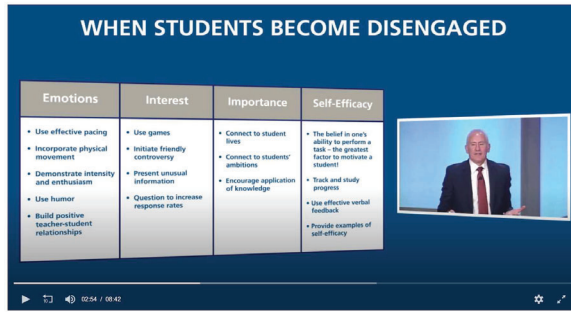 WHEN STUDENTS BECOME DISENGAGED
Emotions
• Use effective pacing
• Incorporate physical
movement
• Demonstrate intensity
and enthusiasm
• Use humor
• Build positive
teacher-student
relationships
Interest
• Use games
• Initiate friendly
controversy
• Present unusual
information
• Question to increase
response rates
Importance
• Connect to student
lives
• Connect to students'
ambitions
• Encourage application
of knowledge
Self-Efficacy
• The belief in one's
ability to perform a
task – the greatest
factor to motivate a
student!
• Track and study
progress
• Use effective verbal
feedback
• Provide examples of
self-efficacy
10
02:54 / 08:42